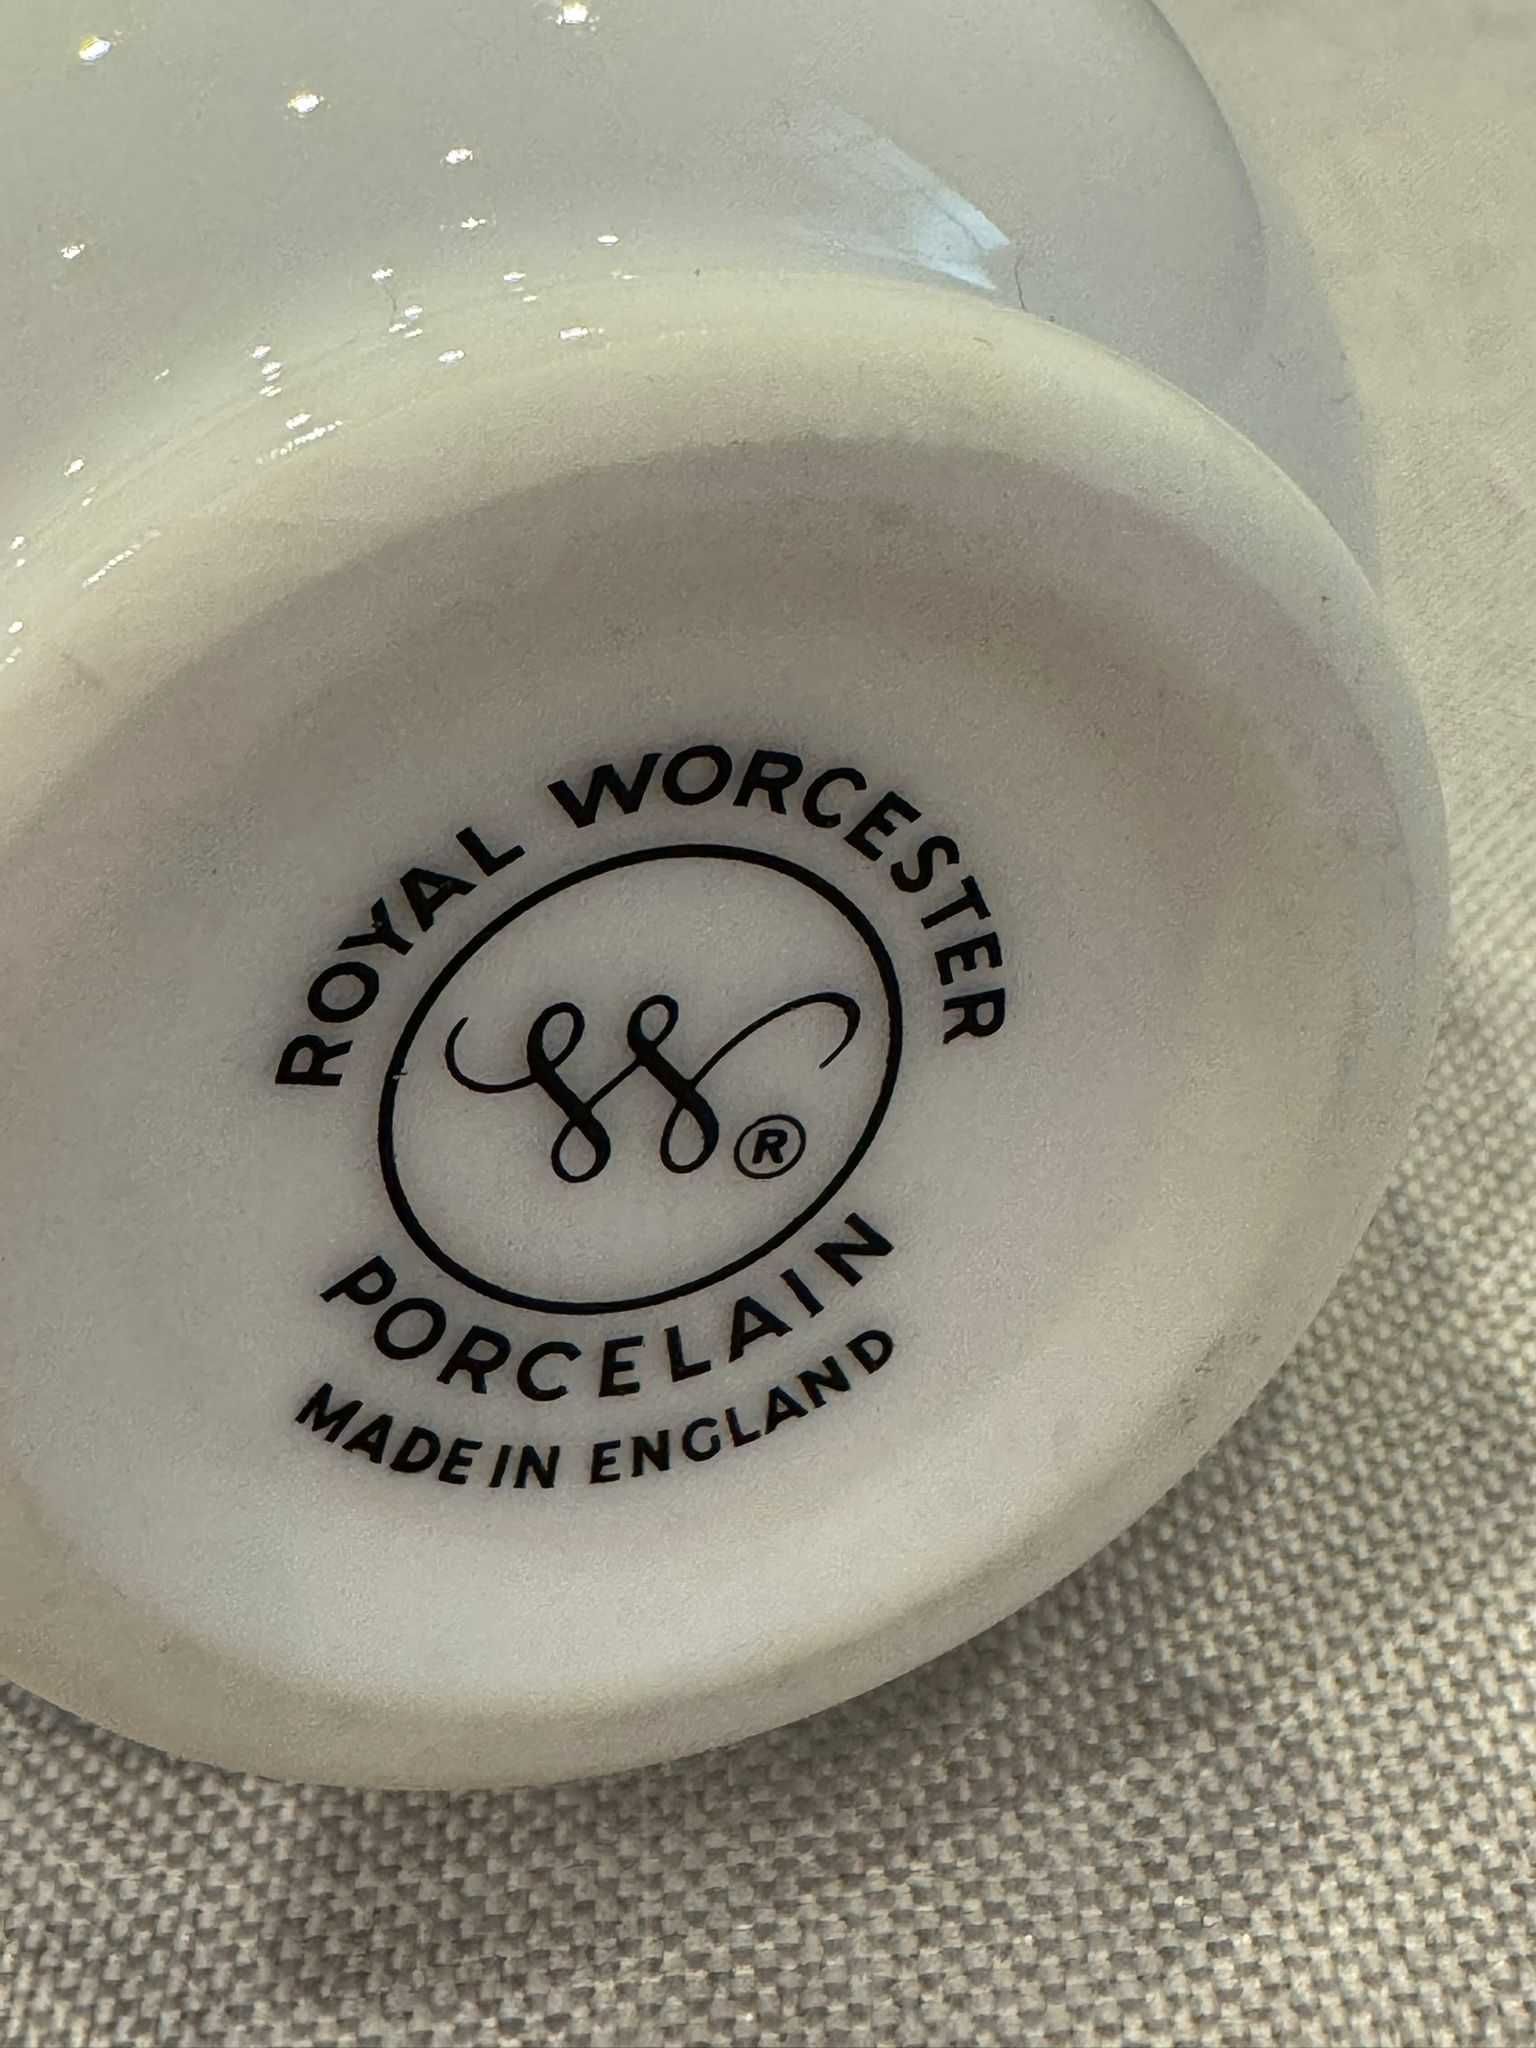 ROYAL WORCESTER
W®
PORCELAIN
MADE IN ENGLAND